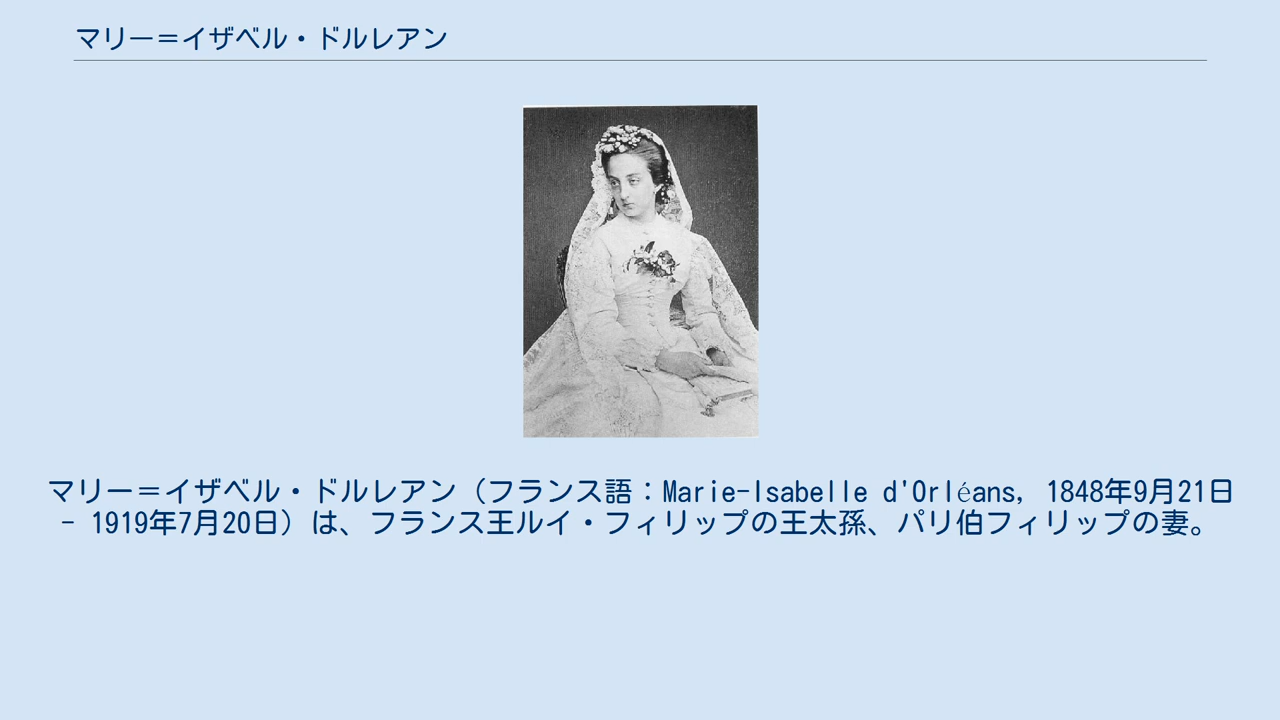 マリー＝イザベル・ドルレアン
マリー＝イザベル・ドルレアン（フランス語：Marie-Isabelle d'Orléans, 1848年9月21日
- 1919年7月20日）は、フランス王ルイ・フィリップの王太孫、パリ伯フィリップの妻。